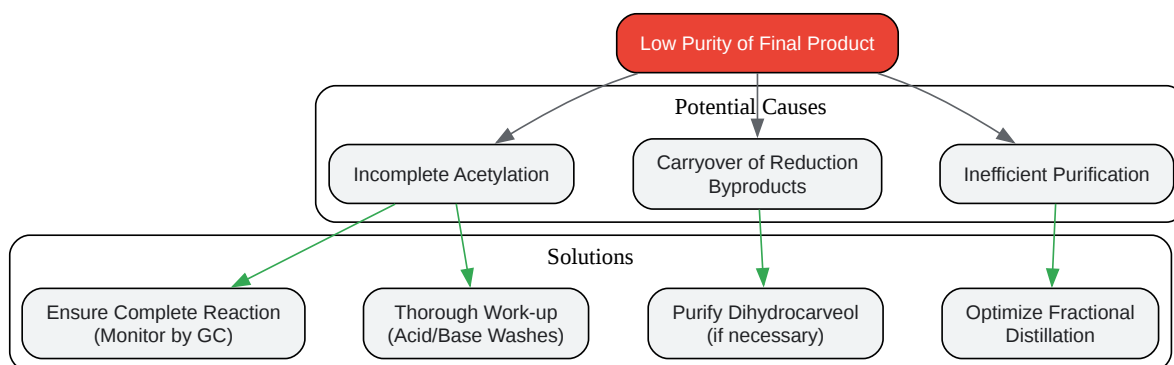 Low Purity of Final Product
Potential Causes
Incomplete Acetylation
Carryover of Reduction
Byproducts
Inefficient Purification
Solutions
Ensure Complete Reaction
(Monitor by GC)
Thorough Work-up
(Acid/Base Washes)
Purify Dihydrocarveol
(if necessary)
Optimize Fractional
Distillation